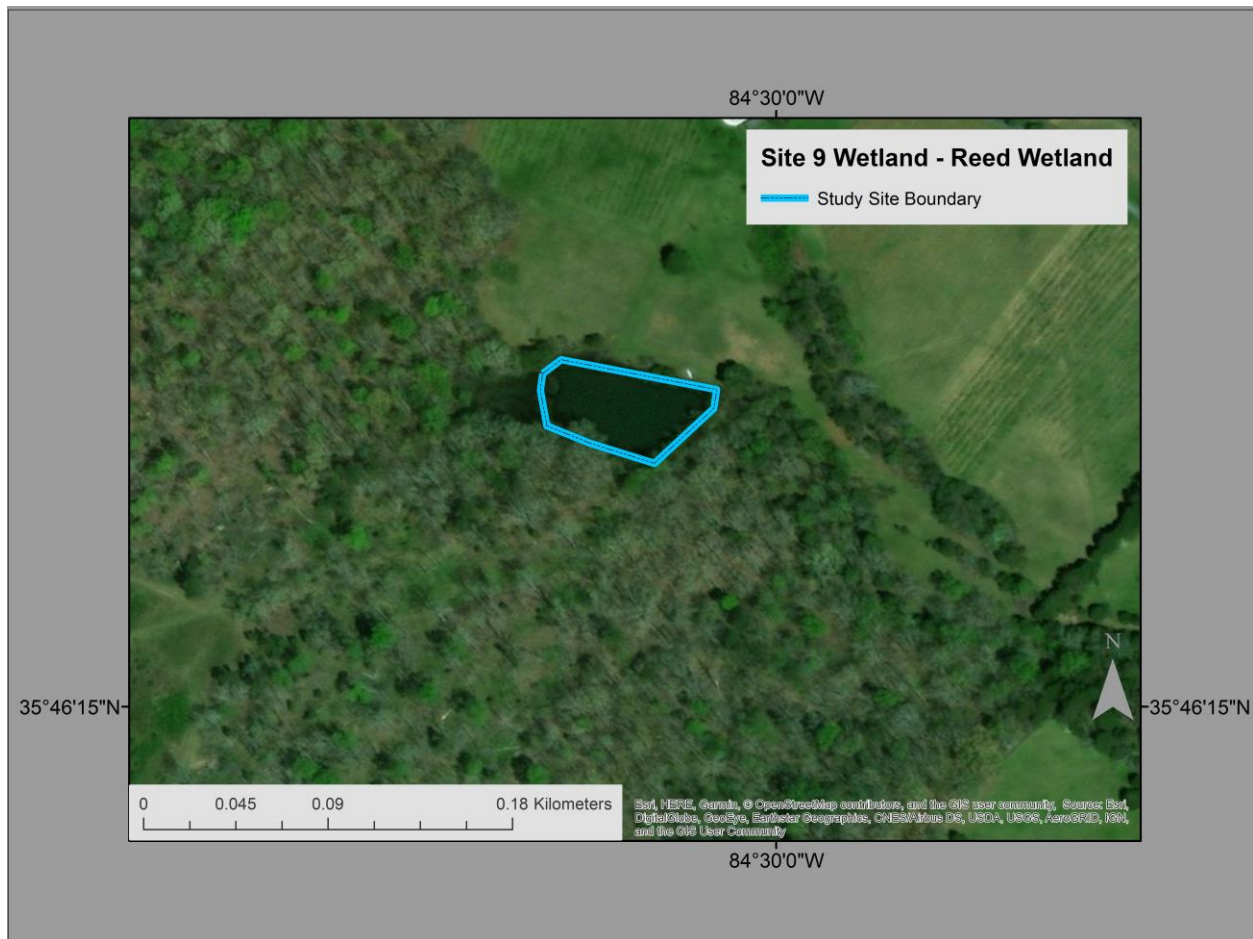 84°30'0"W
Site 9 Wetland - Reed Wetland
Study Site Boundary
N
35°46'15"N
35°46'15"N
0 0.045 0.09 0.18 Kilometers
Esri, HERE, Garmin, © OpenStreetMap contributors, and the GIS user community, Source: Esri,
DigitalGlobe, GeoEye, Earthstar Geographics, CNES/Airbus DS, USDA, USGS, AeroGRID, IGN,
and the GIS User Community
84°30'0"W